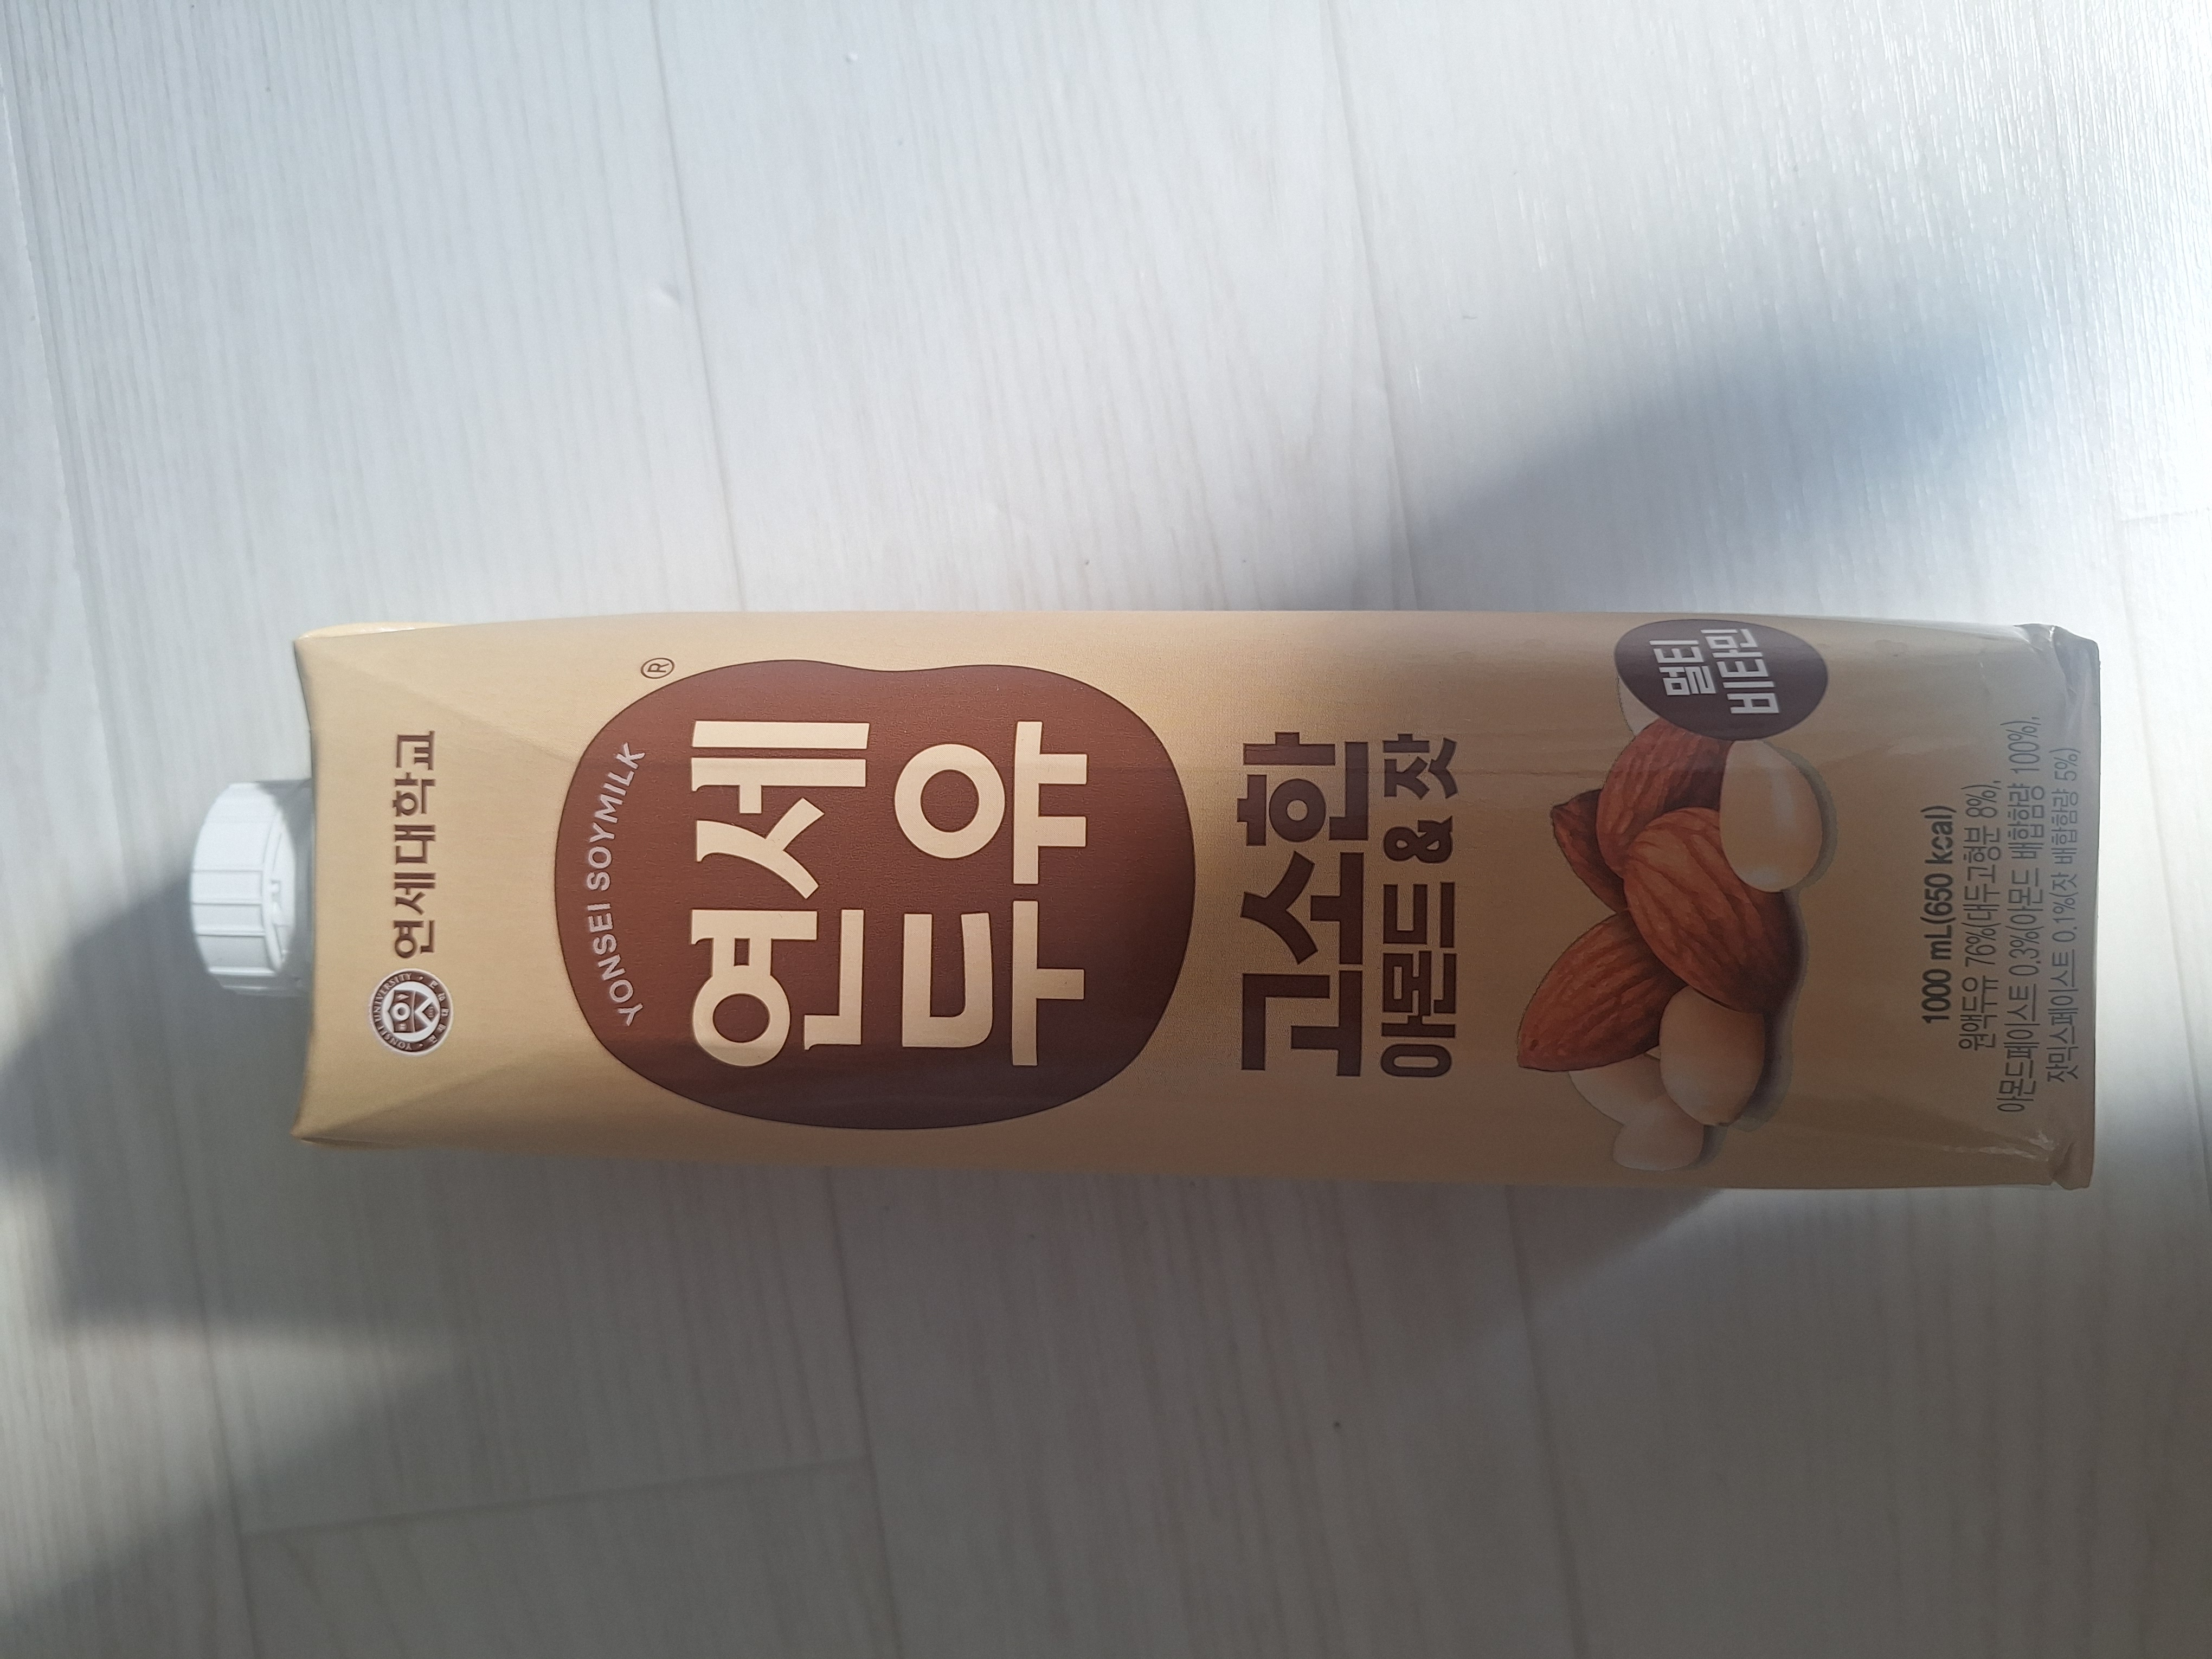 연세대학교
YONSEI SOYMILK
®
연세
두유
고소한
아몬드 & 잣
멀티
비타민
1000 mL(650 kcal)
원액두유 76%(대두고형분 8%),
아몬드페이스트 0.3%(아몬드 배합함량 100%),
잣믹스페이스트 0.1%(잣 배합함량 5%)